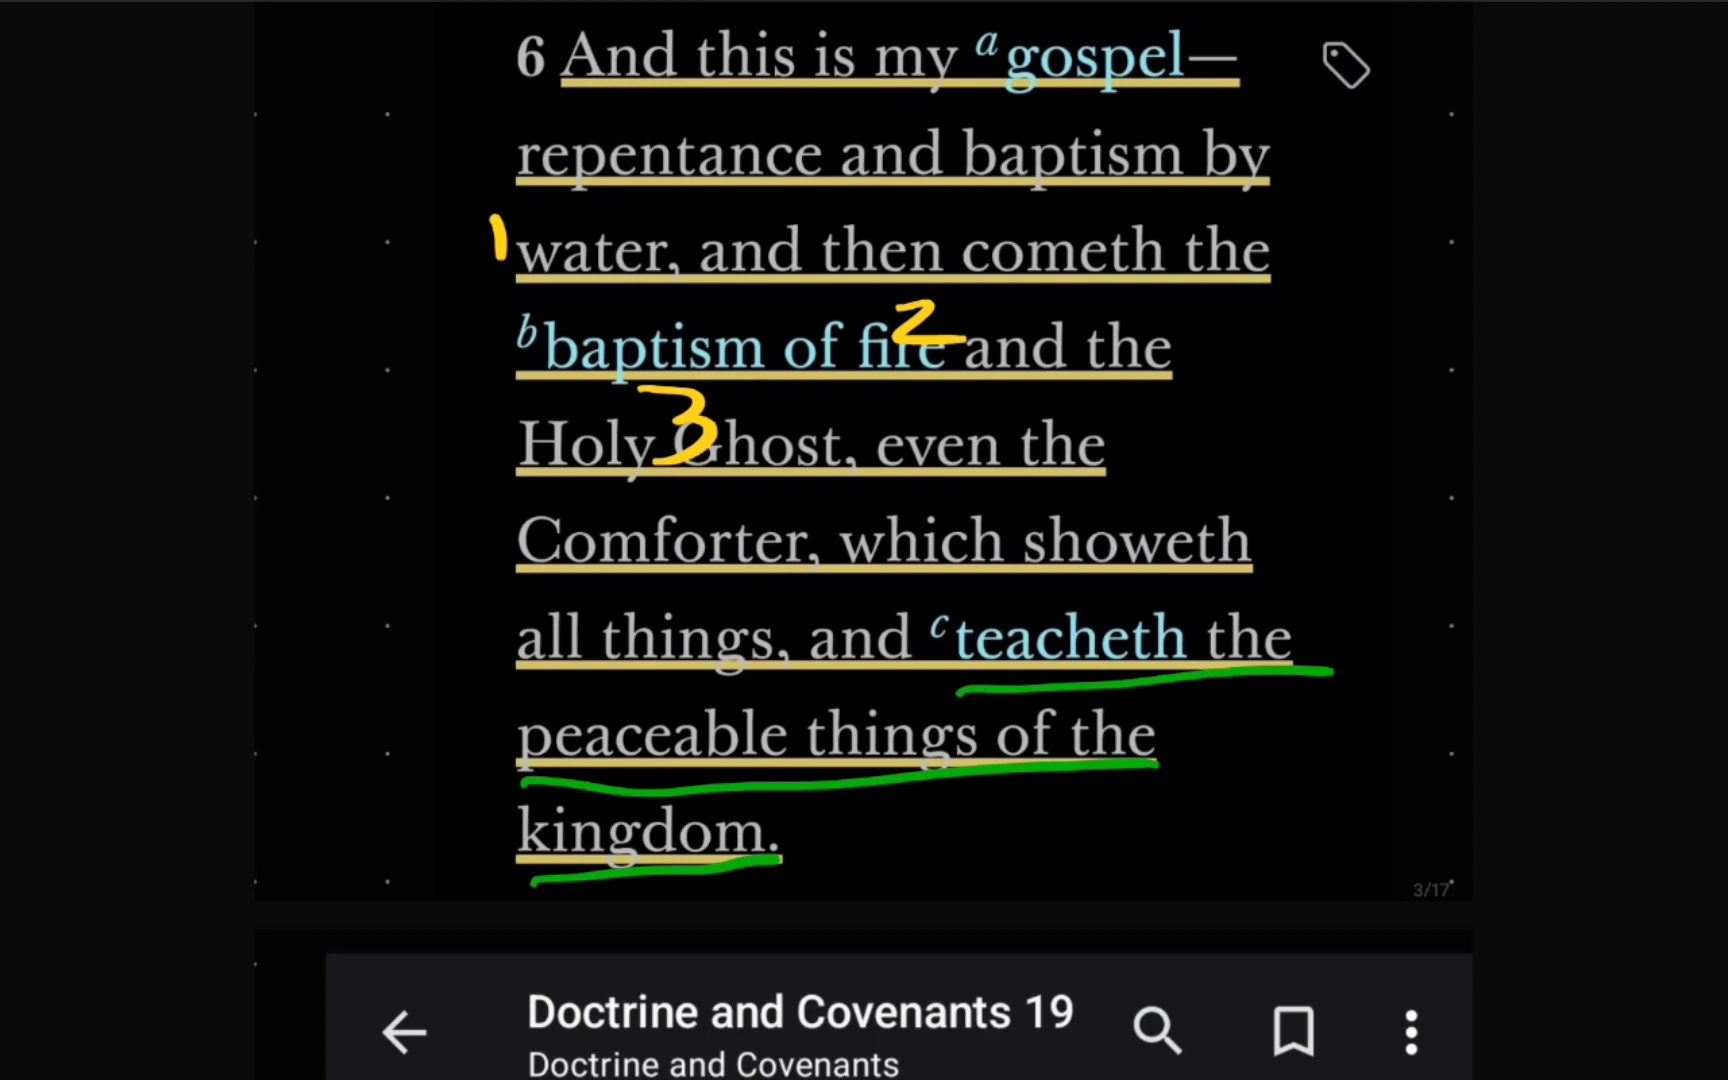 6 And this is my a gospel—
repentance and baptism by
1 water, and then cometh the
b baptism of fire 2 and the
Holy 3 Ghost, even the
Comforter, which showeth
all things, and c teacheth the
peaceable things of the
kingdom.
3/17
Doctrine and Covenants 19
Doctrine and Covenants